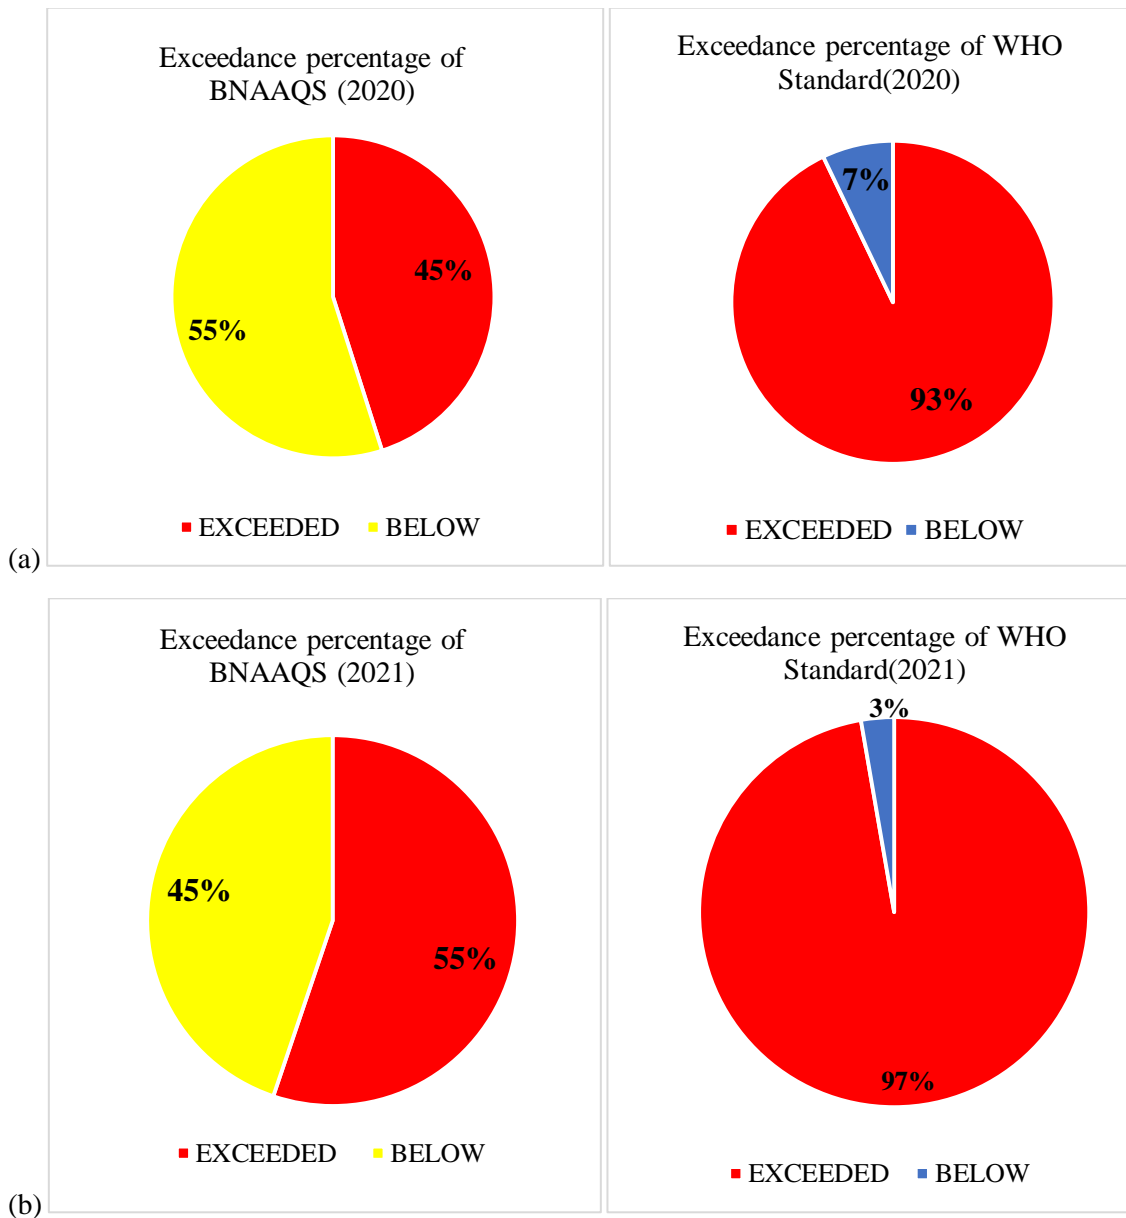 Exceedance percentage of
BNAAQS (2020)
45%
55%
EXCEEDED BELOW
Exceedance percentage of WHO
Standard(2020)
7%
93%
EXCEEDED BELOW
(a)
Exceedance percentage of
BNAAQS (2021)
45%
55%
EXCEEDED BELOW
Exceedance percentage of WHO
Standard(2021)
3%
97%
EXCEEDED BELOW
(b)